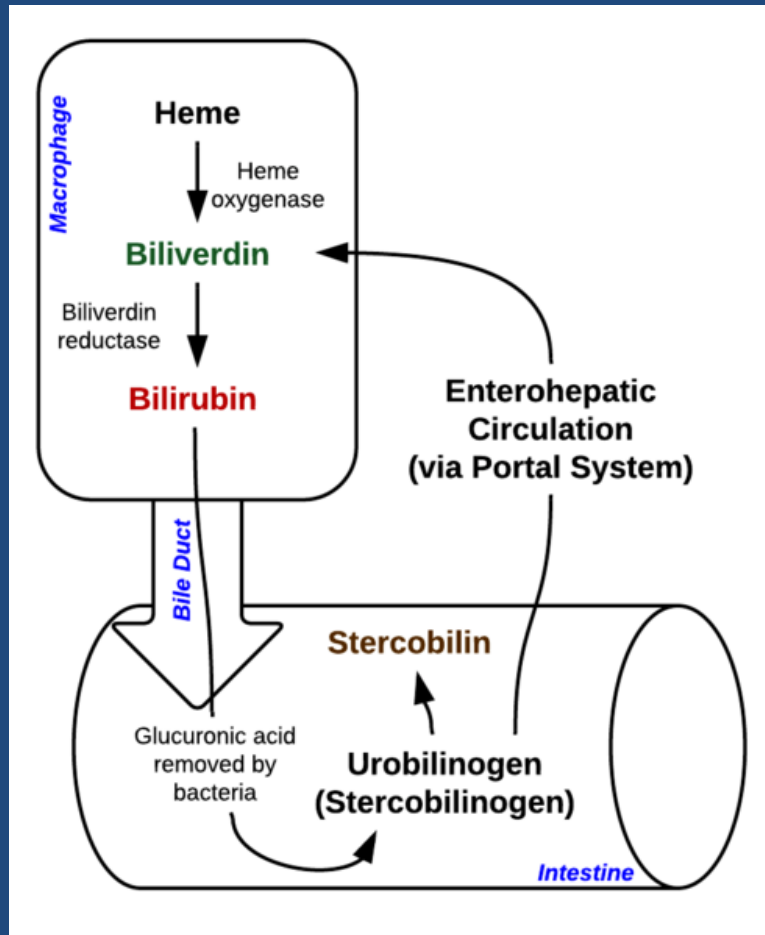 Macrophage
Heme
Heme
oxygenase
Biliverdin
Biliverdin
reductase
Bilirubin
Enterohepatic
Circulation
(via Portal System)
Bile Duct
Stercobilin
Glucuronic acid
removed by
bacteria
Urobilinogen
(Stercobilinogen)
Intestine